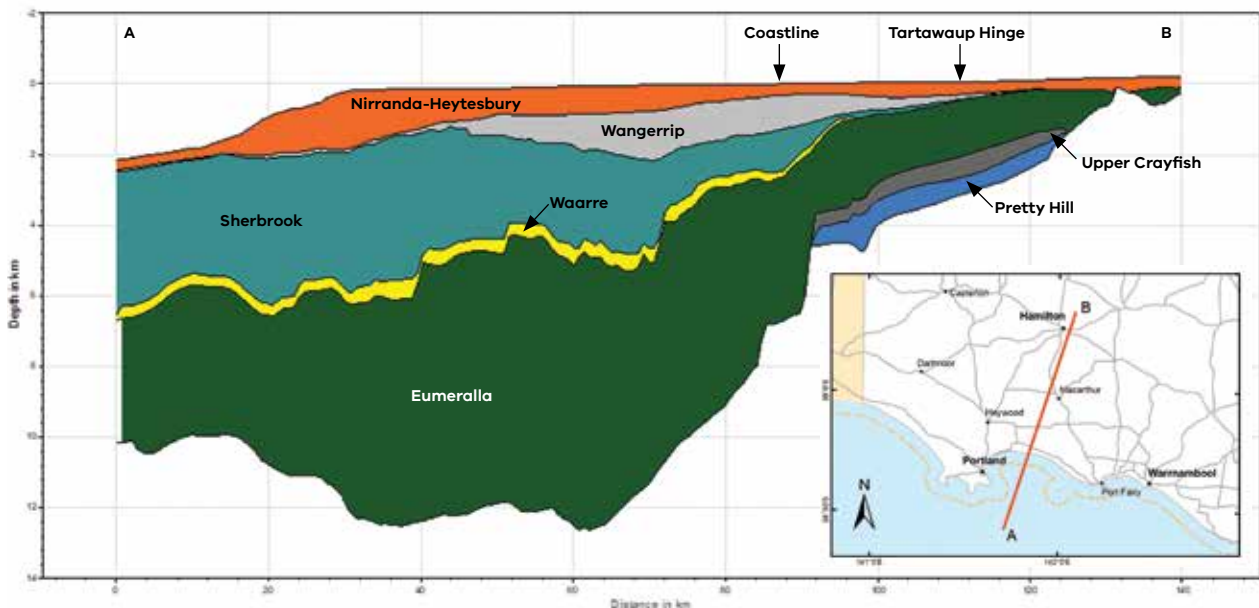 A
Coastline
Tartawaup Hinge
B
Nirranda-Heytesbury
Wangerrip
Upper Crayfish
Waarre
Pretty Hill
Sherbrook
Eumeralla
Depth in km
-2
0
2
4
6
8
10
12
14
0
20
40
60
80
100
120
140
Distance in km
Casterton
Hamilton
B
Dartmoor
Macarthur
Heywood
Portland
Warrnambool
Port Fairy
N
A